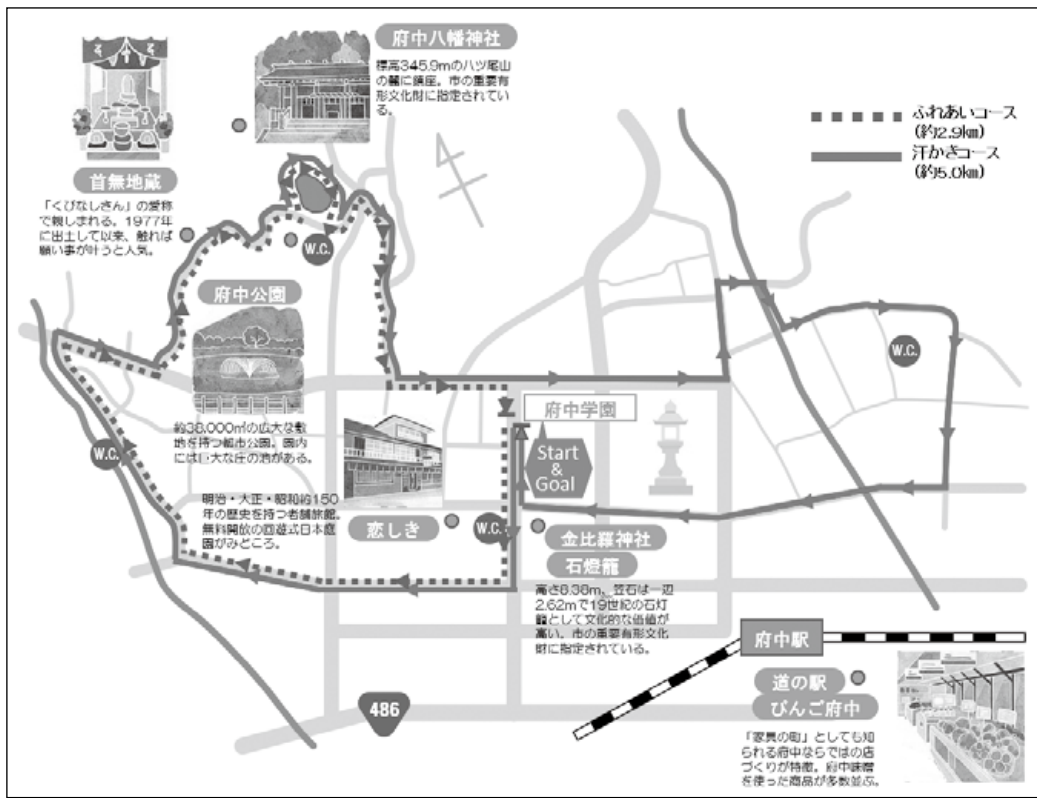 府中八幡神社
標高345.9mの八ツ尾山
の麓に鎮座。市の重要有
形文化財に指定されてい
る。
ふれあいコース
(約12.9km)
汗かきコース
(約15.0km)
首無地蔵
「くびなしさん」の愛称
で親しまれる。1977年
に出土して以来、触れば
願い事が叶うと人気。
W.C.
府中公園
約38,000㎡の広大な敷
地を持つ都市公園。園内
には巨大な庄の池がある。
W.C.
府中学園
Start
&
Goal
W.C.
明治・大正・昭和約150
年の歴史を持つ老舗旅館。
無料開放の回遊式日本庭
園がみどころ。
恋しき
W.C.
金比羅神社
石燈籠
高さ8.38m、笠石は一辺
2.62mで19世紀の石灯
籠として文化的な価値が
高い。市の重要有形文化
財に指定されている。
府中駅
道の駅
びんご府中
486
「家具の町」としても知
られる府中ならではの店
づくりが特徴。府中味噌
を使った商品が多数並ぶ。